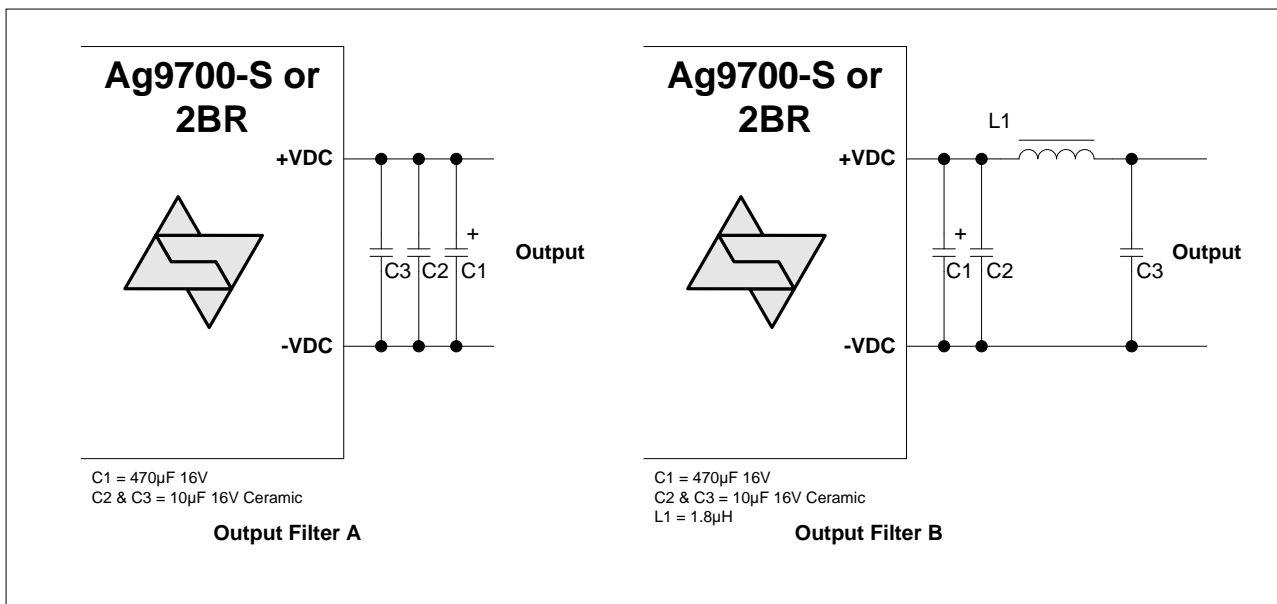 Ag9700-S or
2BR
+VDC
+
C3
C2
C1
Output
-VDC
C1 = 470µF 16V
C2 & C3 = 10µF 16V Ceramic
Output Filter A
Ag9700-S or
2BR
L1
+VDC
+
C1
C2
C3
Output
-VDC
C1 = 470µF 16V
C2 & C3 = 10µF 16V Ceramic
L1 = 1.8µH
Output Filter B